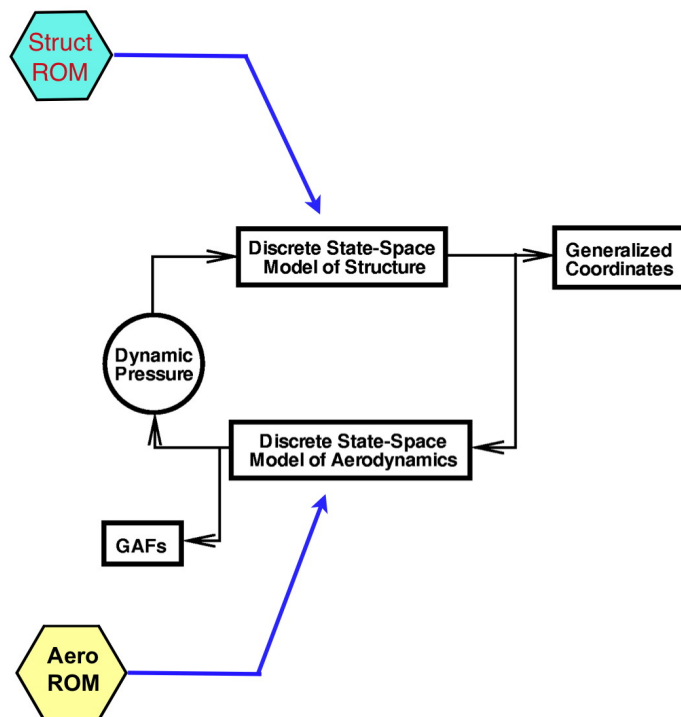 Struct
ROM
Discrete State-Space
Model of Structure
Generalized
Coordinates
Dynamic
Pressure
Discrete State-Space
Model of Aerodynamics
GAFs
Aero
ROM